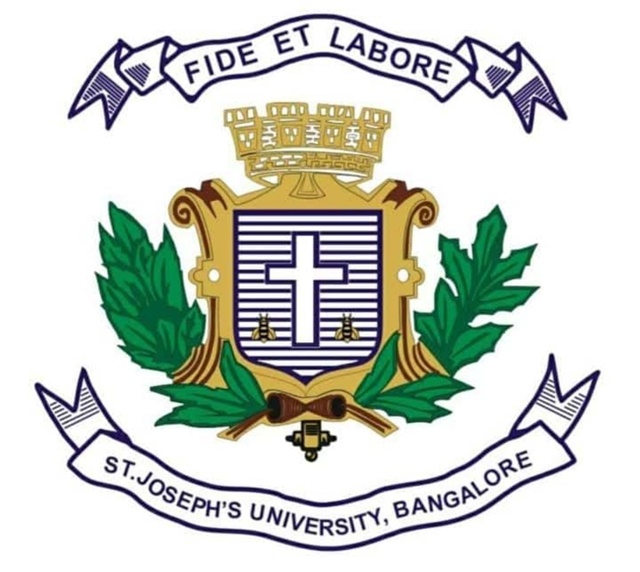 FIDE ET LABORE
ST.JOSEPH'S UNIVERSITY, BANGALORE